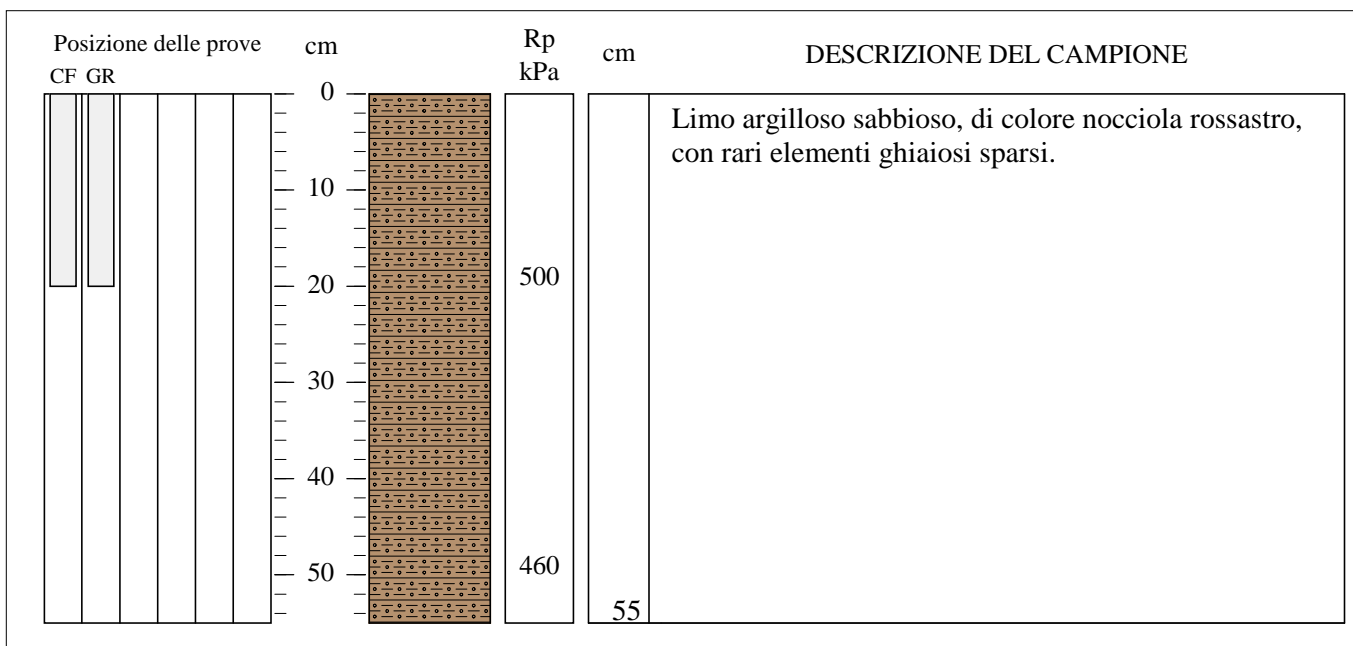 Posizione delle prove
CF GR
cm
Rp
kPa
cm
DESCRIZIONE DEL CAMPIONE
0
10
20
30
40
50
500
460
55
Limo argilloso sabbioso, di colore nocciola rossastro,
con rari elementi ghiaiosi sparsi.